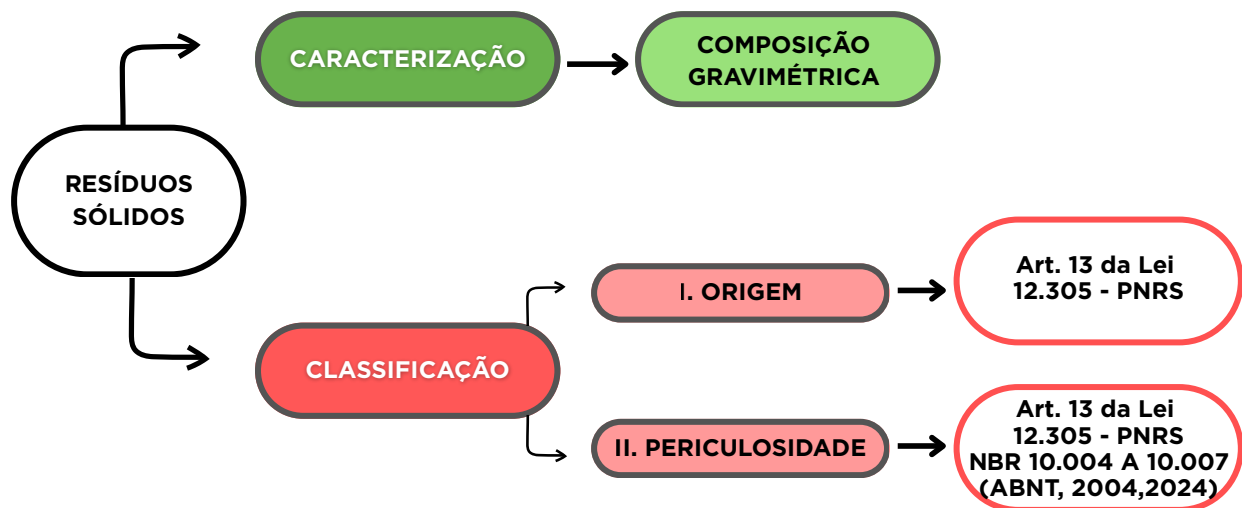 RESÍDUOS
SÓLIDOS
CARACTERIZAÇÃO
COMPOSIÇÃO
GRAVIMÉTRICA
CLASSIFICAÇÃO
I. ORIGEM
Art. 13 da Lei
12.305 - PNRS
II. PERICULOSIDADE
Art. 13 da Lei
12.305 - PNRS
NBR 10.004 A 10.007
(ABNT, 2004,2024)